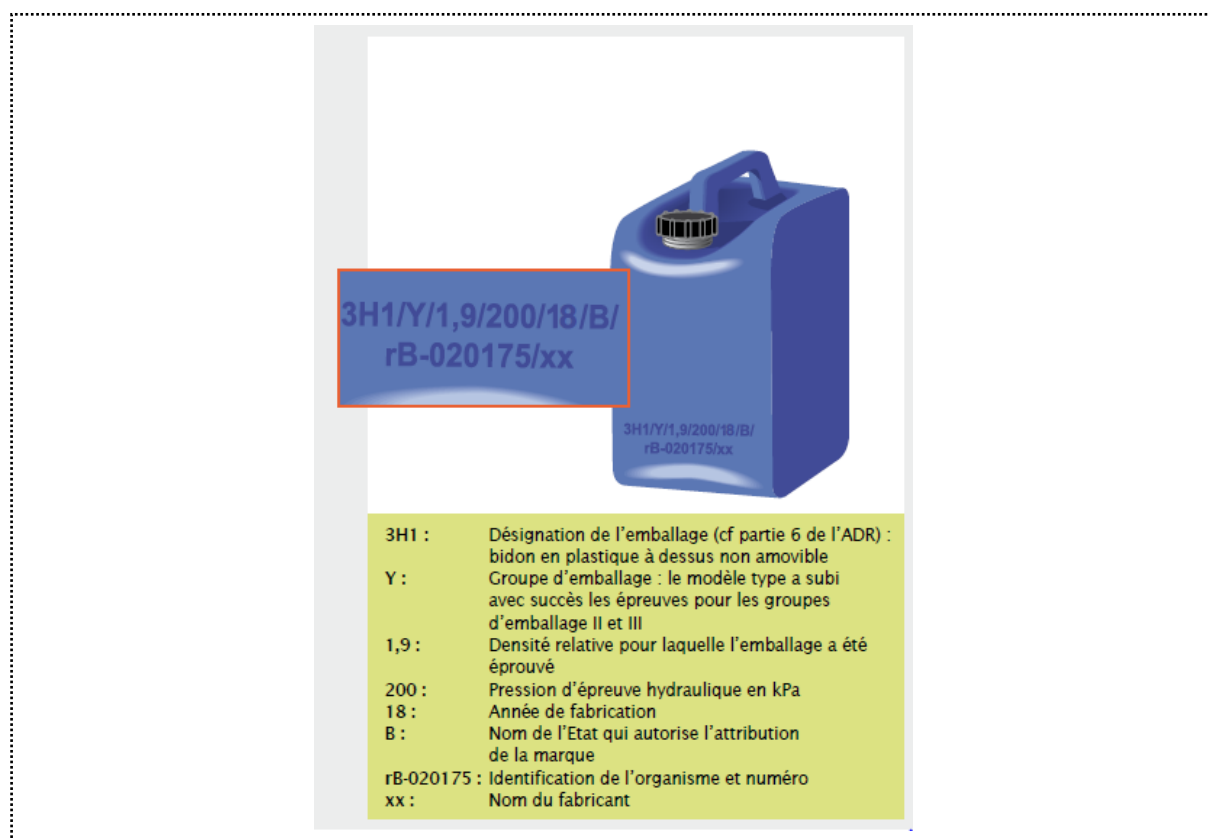 3H1/Y/1,9/200/18/B/
rB-020175/xx
3H1/Y/1,9/200/18/B/
rB-020175/xx
3H1 : Désignation de l'emballage (cf partie 6 de l'ADR) :
bidon en plastique à dessus non amovible
Y : Groupe d'emballage : le modèle type a subi
avec succès les épreuves pour les groupes
d'emballage II et III
1,9 : Densité relative pour laquelle l'emballage a été
éprouvé
200 : Pression d'épreuve hydraulique en kPa
18 : Année de fabrication
B : Nom de l'Etat qui autorise l'attribution
de la marque
rB-020175 : Identification de l'organisme et numéro
xx : Nom du fabricant